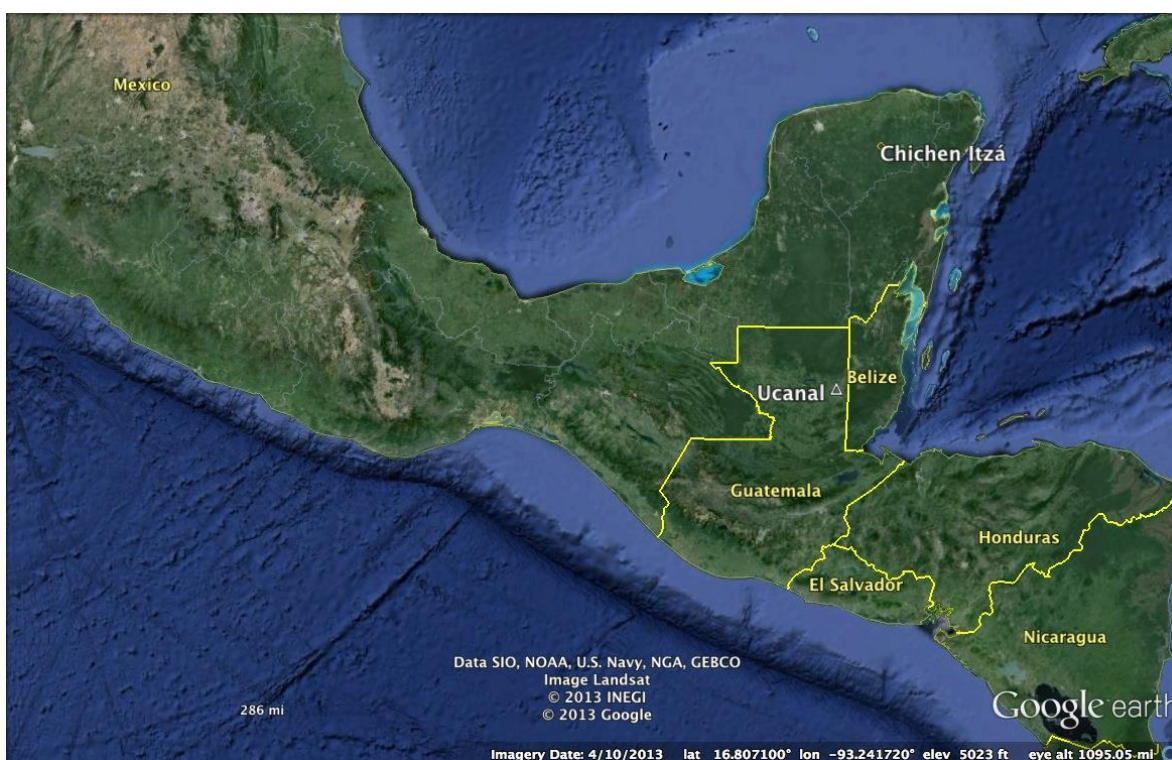 Mexico
Chichen Itzá
Ucanal
Belize
Guatemala
Honduras
El Salvador
Nicaragua
Data SIO, NOAA, U.S. Navy, NGA, GEBCO
Image Landsat
© 2013 INEGI
© 2013 Google
286 mi
Google earth
Imagery Date: 4/10/2013 lat 16.807100° lon -93.241720° elev 5023 ft eye alt 1095.05 mi